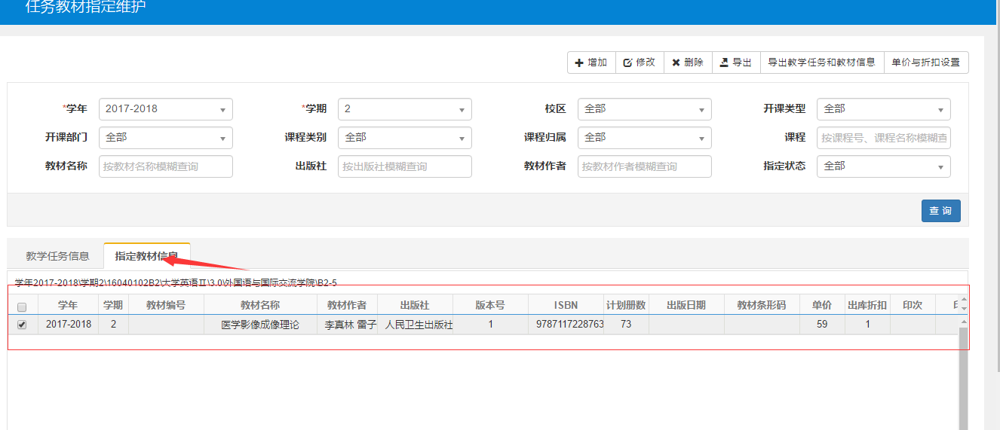 任务教材指定维护
增加 修改 删除 导出 导出教学任务和教材信息 单价与折扣设置
*学年 2017-2018 *学期 2 校区 全部 开课类型 全部
开课部门 全部 课程类别 全部 课程归属 全部 课程 按课程号、课程名称模糊查
教材名称 按教材名称模糊查询 出版社 按出版社模糊查询 教材作者 按教材作者模糊查询 指定状态 全部
查 询
教学任务信息 指定教材信息
学年2017-2018\学期2\16040102B2\大学英语Ⅱ\3.0\外国语与国际交流学院\B2-5
学年 学期 教材编号 教材名称 教材作者 出版社 版本号 ISBN 计划册数 出版日期 教材条形码 单价 出库折扣 印次
2017-2018 2 医学影像成像理论 李真林 雷子 人民卫生出版社 1 9787117228763 73 59 1